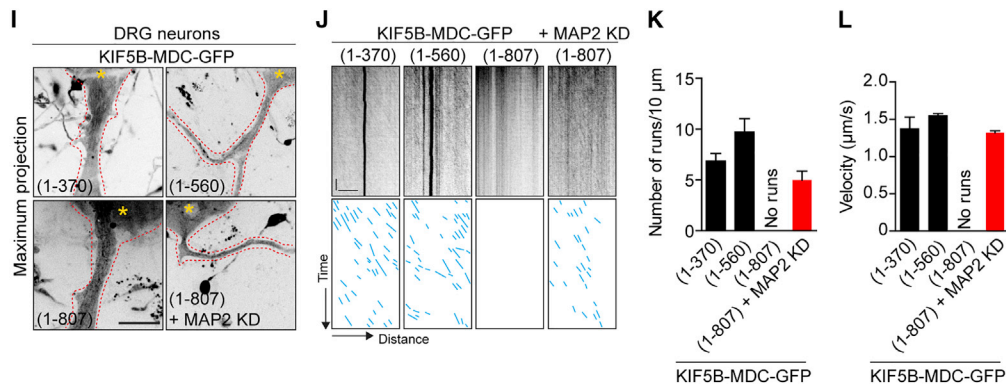 I
DRG neurons
KIF5B-MDC-GFP
Maximum projection
(1-370)
(1-560)
(1-807)
(1-807)
+ MAP2 KD
J
KIF5B-MDC-GFP
+ MAP2 KD
(1-370)
(1-560)
(1-807)
(1-807)
Time
Distance
K
Number of runs/10 μm
15
10
5
0
No runs
(1-370)
(1-560)
(1-807)
(1-807) + MAP2 KD
KIF5B-MDC-GFP
L
Velocity (μm/s)
2.0
1.5
1.0
0.5
0
No runs
(1-370)
(1-560)
(1-807)
(1-807) + MAP2 KD
KIF5B-MDC-GFP